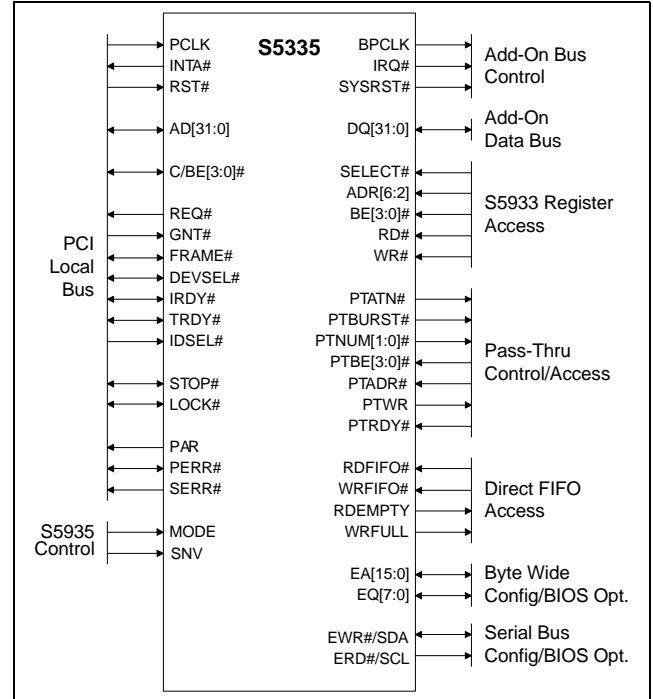 S5335
PCI
Local
Bus
PCLK
INTA#
RST#
AD[31:0]
C/BE[3:0]#
REQ#
GNT#
FRAME#
DEVSEL#
IRDY#
TRDY#
IDSEL#
STOP#
LOCK#
PAR
PERR#
SERR#
S5935
Control
MODE
SNV
BPCLK
IRQ#
SYSRST#
Add-On Bus
Control
DQ[31:0]
Add-On
Data Bus
SELECT#
ADR[6:2]
BE[3:0]#
RD#
WR#
S5933 Register
Access
PTATN#
PTBURST#
PTNUM[1:0]#
PTBE[3:0]#
PTADR#
PTWR
PTRDY#
Pass-Thru
Control/Access
RDFIFO#
WRFIFO#
RDEMPTY
WRFULL
Direct FIFO
Access
EA[15:0]
EQ[7:0]
Byte Wide
Config/BIOS Opt.
EWR#/SDA
ERD#/SCL
Serial Bus
Config/BIOS Opt.